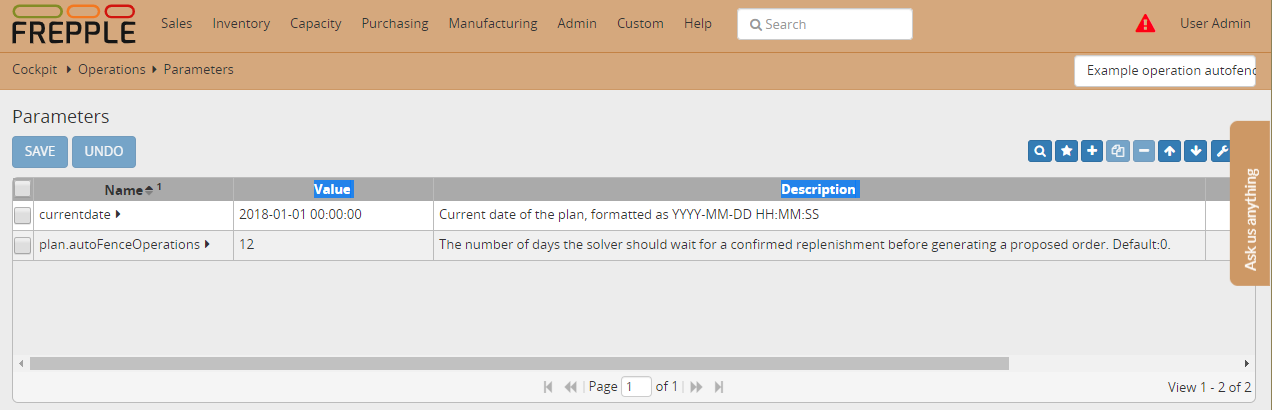 FREPPLE
Sales Inventory Capacity Purchasing Manufacturing Admin Custom Help Search User Admin
Cockpit Operations Parameters Example operation autofenc
Parameters
SAVE UNDO
Name 1 Value Description
currentdate 2018-01-01 00:00:00 Current date of the plan, formatted as YYYY-MM-DD HH:MM:SS
plan.autoFenceOperations 12 The number of days the solver should wait for a confirmed replenishment before generating a proposed order. Default:0.
Ask us anything
Page 1 of 1 View 1 - 2 of 2